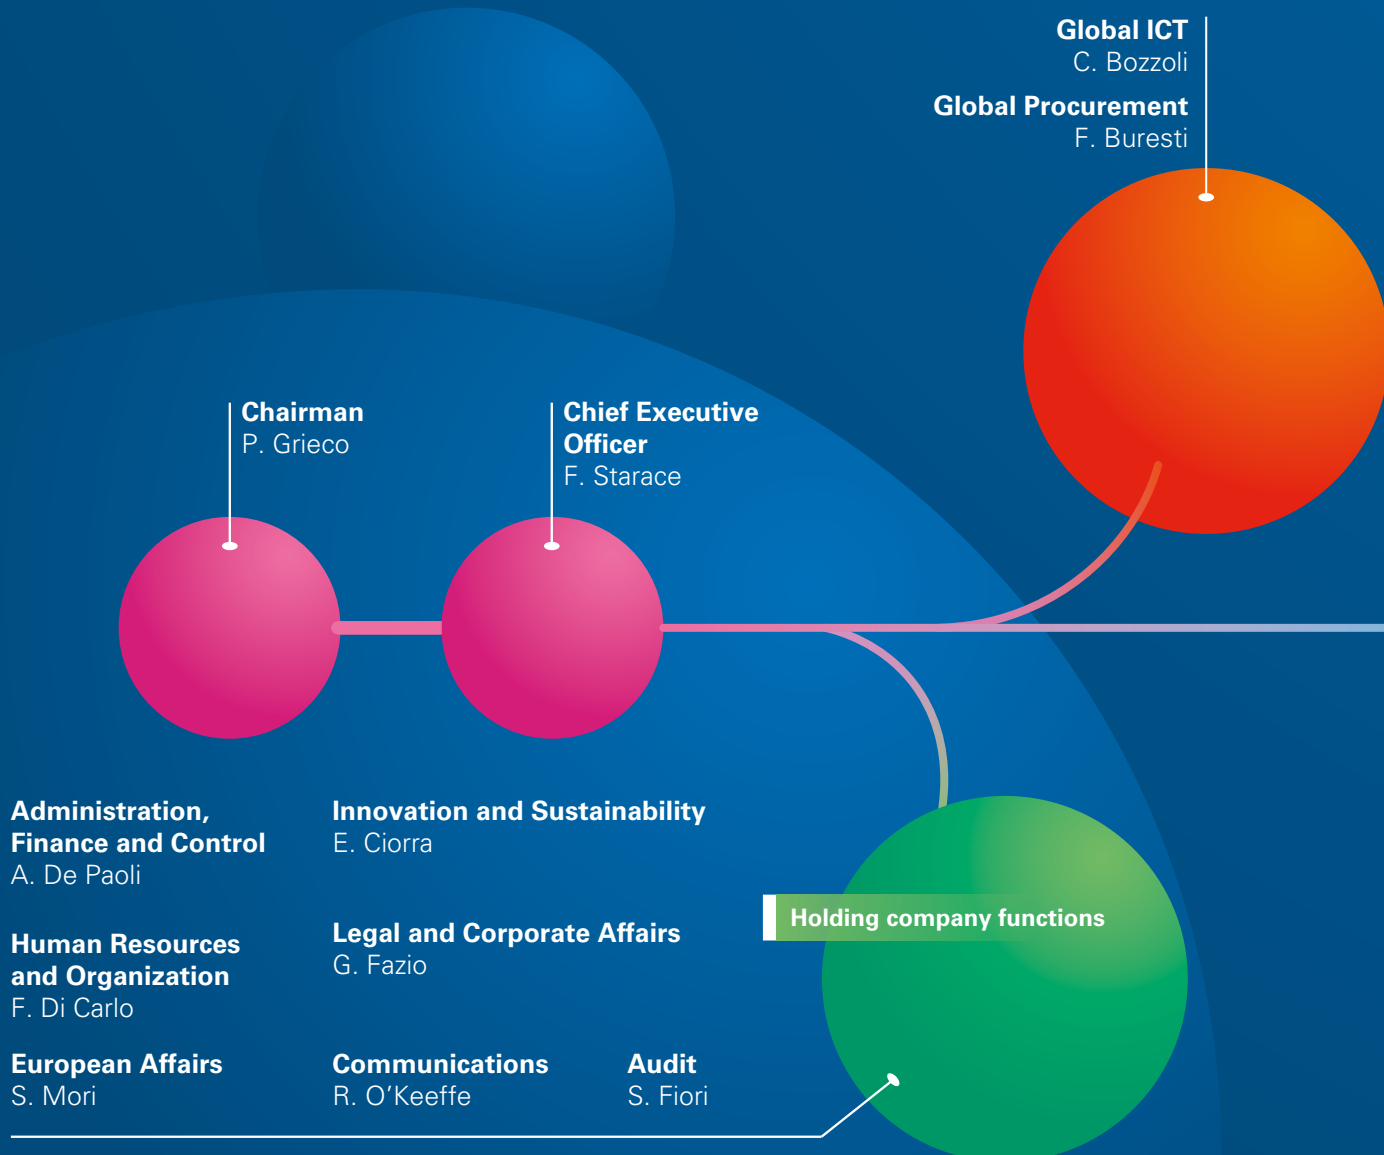 Global ICT
C. Bozzoli
Global Procurement
F. Buresti
Chairman
P. Grieco
Chief Executive
Officer
F. Starace
Administration,
Finance and Control
A. De Paoli
Innovation and Sustainability
E. Ciorra
Human Resources
and Organization
F. Di Carlo
Legal and Corporate Affairs
G. Fazio
European Affairs
S. Mori
Communications
R. O’Keeffe
Audit
S. Fiori
Holding company functions